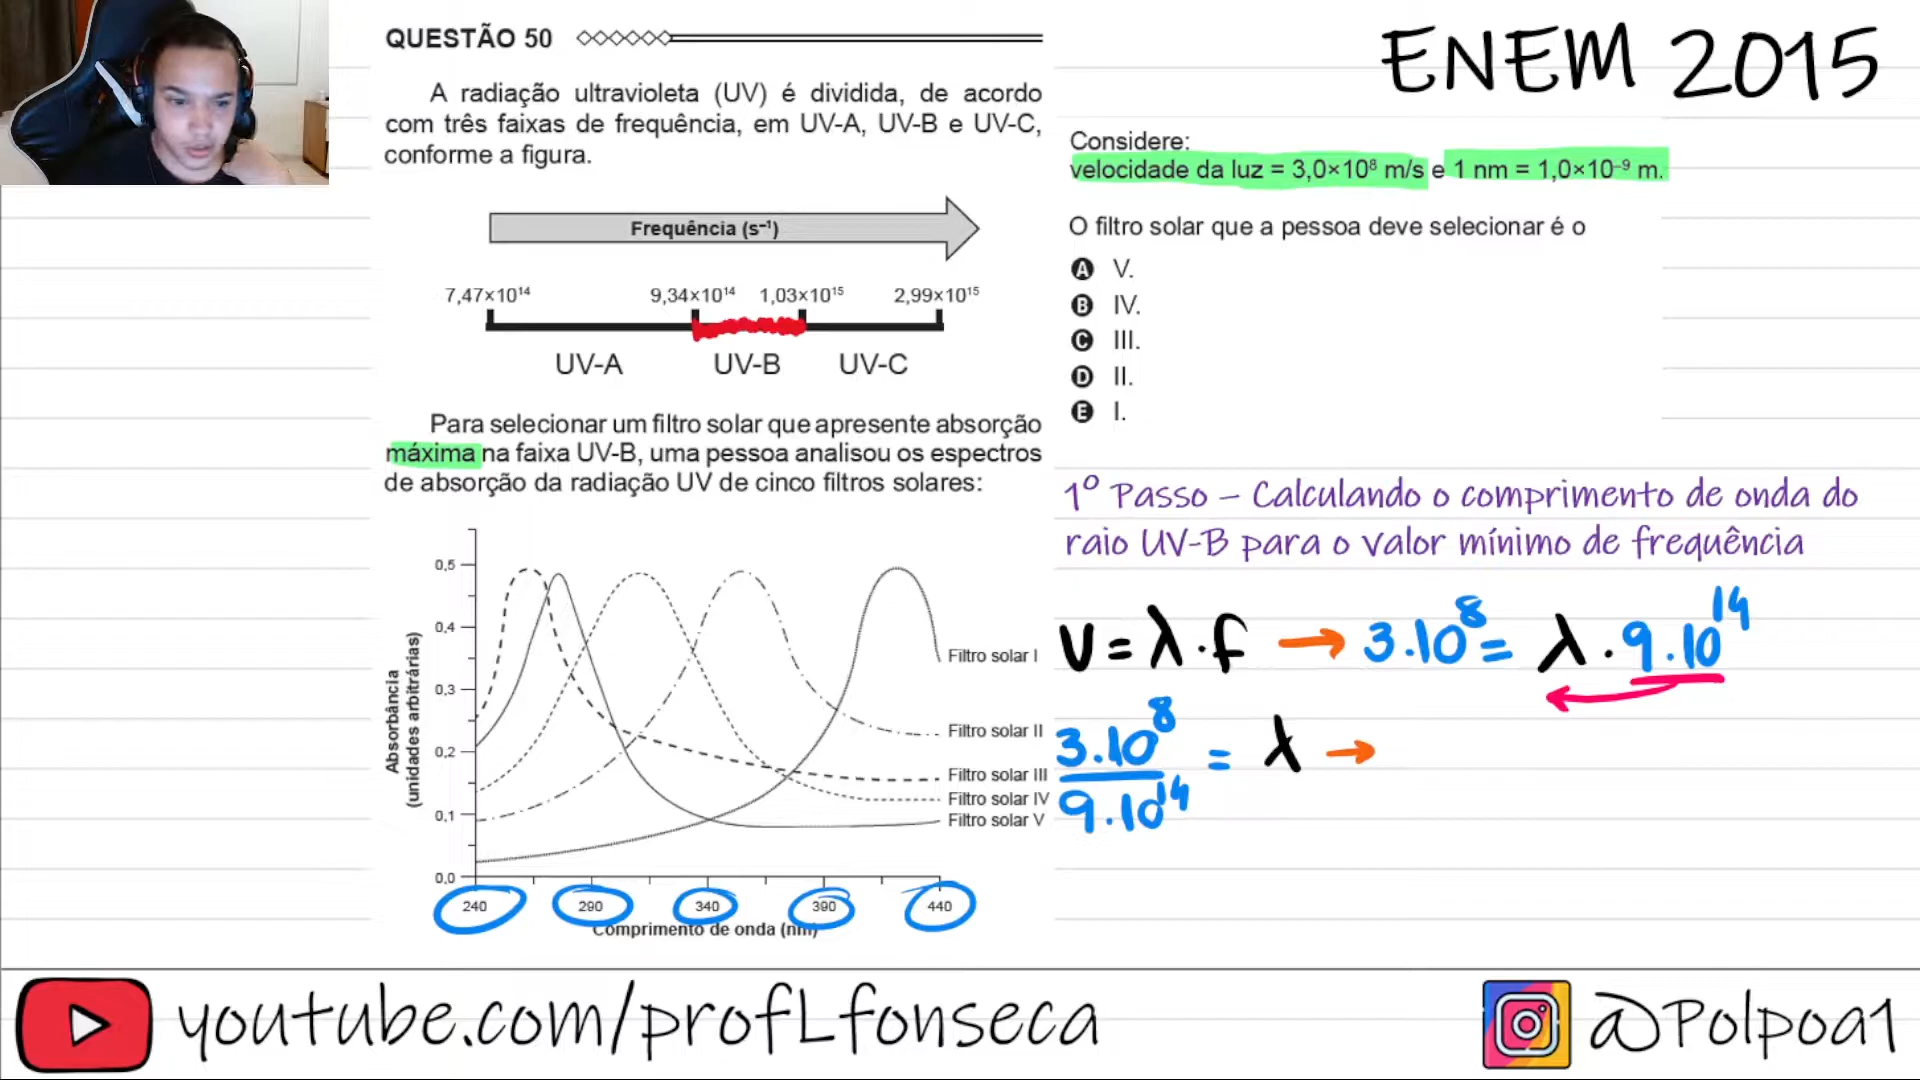 QUESTÃO 50
A radiação ultravioleta (UV) é dividida, de acordo
com três faixas de frequência, em UV-A, UV-B e UV-C,
conforme a figura.
Frequência (s⁻¹)
7,47×10¹⁴ 9,34×10¹⁴ 1,03×10¹⁵ 2,99×10¹⁵
UV-A UV-B UV-C
Para selecionar um filtro solar que apresente absorção
máxima na faixa UV-B, uma pessoa analisou os espectros
de absorção da radiação UV de cinco filtros solares:
Absorbância
(unidades arbitrárias)
0,5
0,4
0,3
0,2
0,1
0,0
Filtro solar I
Filtro solar II
Filtro solar III
Filtro solar IV
Filtro solar V
240 290 340 390 440
Comprimento de onda (nm)
ENEM 2015
Considere:
velocidade da luz = 3,0×10⁸ m/s e 1 nm = 1,0×10⁻⁹ m.
O filtro solar que a pessoa deve selecionar é o
A V.
B IV.
C III.
D II.
E I.
1º Passo – Calculando o comprimento de onda do
raio UV-B para o valor mínimo de frequência
V = λ . f → 3.10⁸ = λ . 9.10¹⁴
3.10⁸ / 9.10¹⁴ = λ →
youtube.com/profLfonseca
@Polpoa1